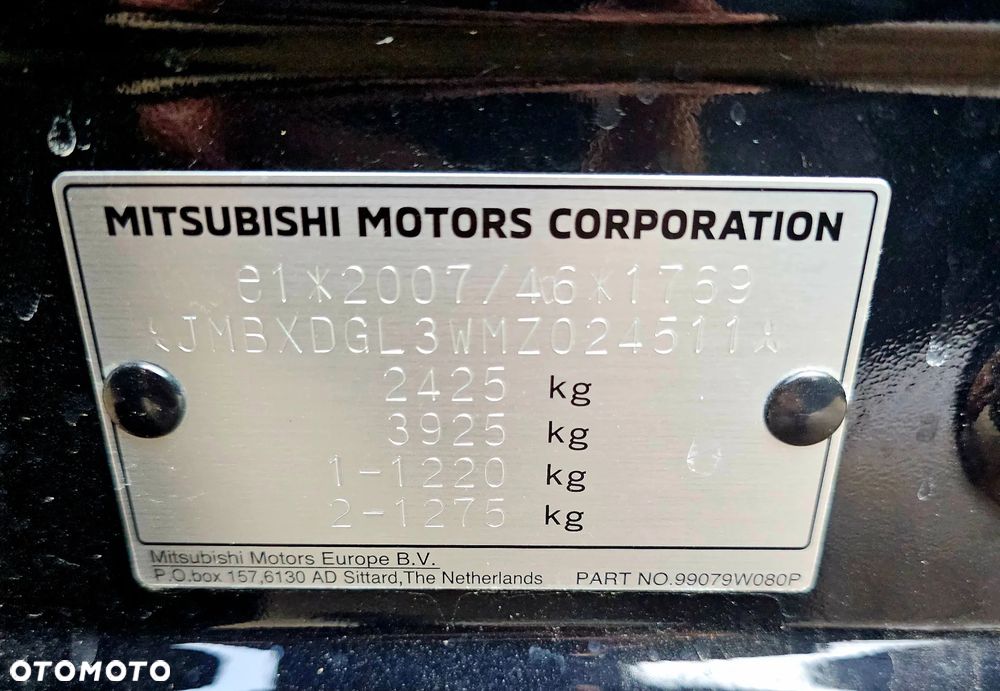 MITSUBISHI MOTORS CORPORATION
e1*2007/46*1769
*JMBXDGL3WMZ024511*
2425 kg
3925 kg
1-1220 kg
2-1275 kg
Mitsubishi Motors Europe B.V.
P.O.box 157,6130 AD Sittard,The Netherlands PART NO.99079W080P
OTOMOTO